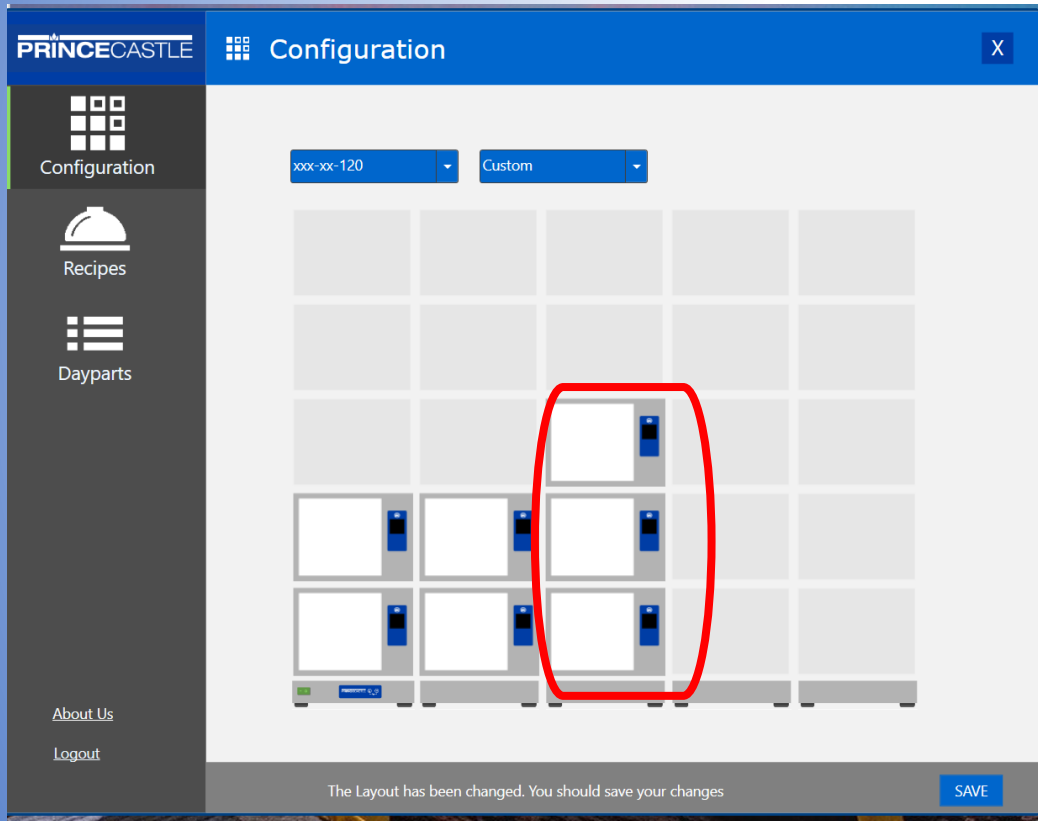 PRINCECASTLE
Configuration
X
Configuration
Recipes
Dayparts
About Us
Logout
xxx-xx-120
Custom
The Layout has been changed. You should save your changes
SAVE